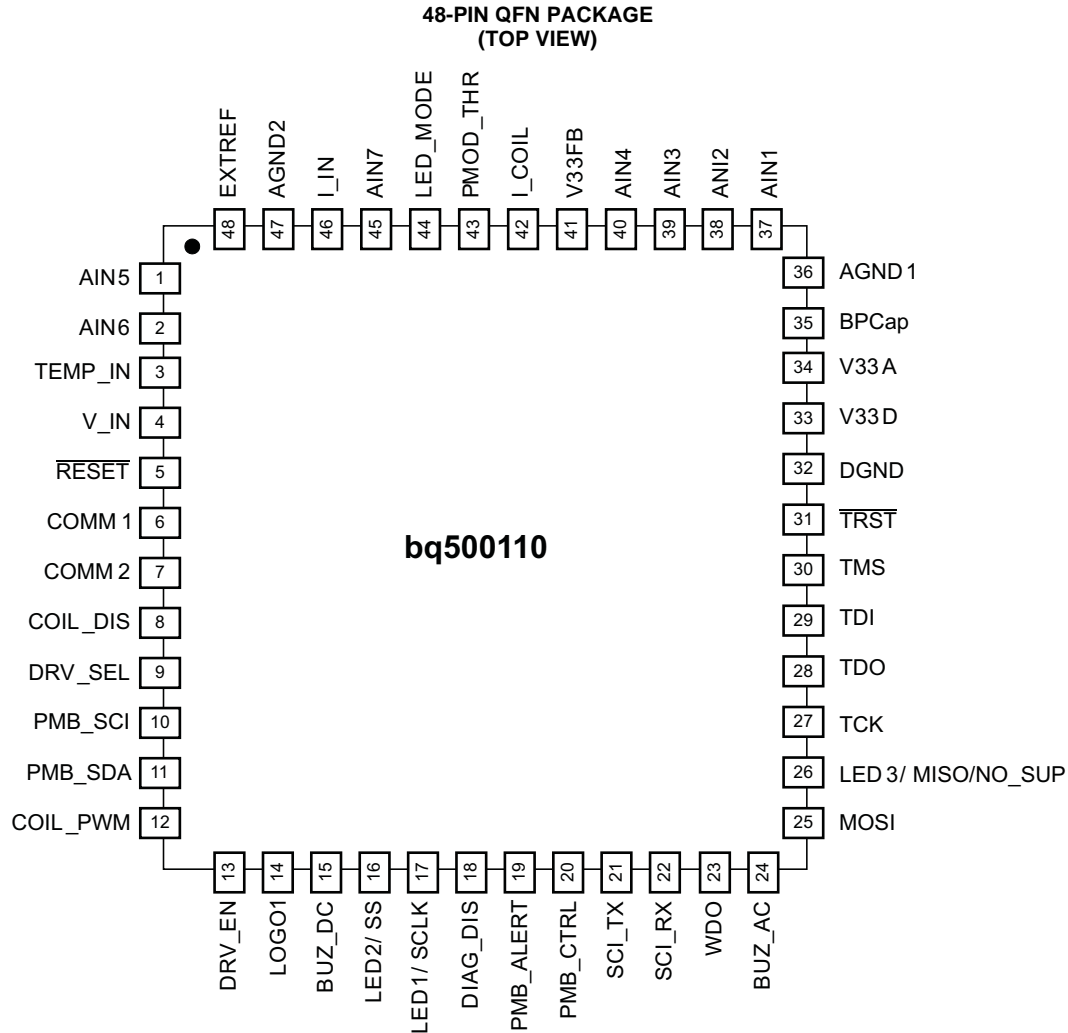 48-PIN QFN PACKAGE
(TOP VIEW)
EXTREF
AGND2
I_IN
AIN7
LED_MODE
PMOD_THR
I_COIL
V33FB
AIN4
AIN3
ANI2
AIN1
48
47
46
45
44
43
42
41
40
39
38
37
AIN5 1
AIN6 2
TEMP_IN 3
V_IN 4
RESET 5
COMM 1 6
COMM 2 7
COIL_DIS 8
DRV_SEL 9
PMB_SCI 10
PMB_SDA 11
COIL_PWM 12
bq500110
36 AGND 1
35 BPCap
34 V33A
33 V33D
32 DGND
31 TRST
30 TMS
29 TDI
28 TDO
27 TCK
26 LED 3/ MISO/NO_SUP
25 MOSI
13
14
15
16
17
18
19
20
21
22
23
24
DRV_EN
LOGO1
BUZ_DC
LED2/ SS
LED1/ SCLK
DIAG_DIS
PMB_ALERT
PMB_CTRL
SCI_TX
SCI_RX
WDO
BUZ_AC